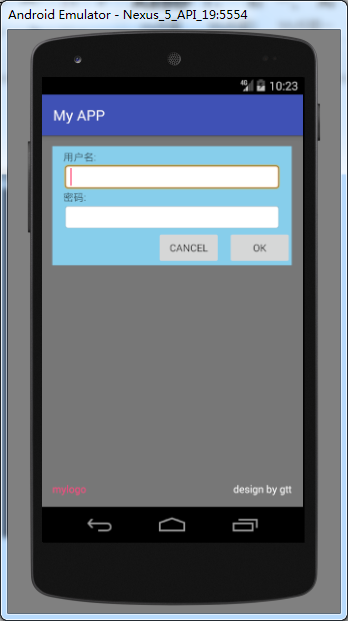 Android Emulator - Nexus_5_API_19:5554
4G 10:23
My APP
用户名:
密码:
CANCEL OK
my logo design by gtt